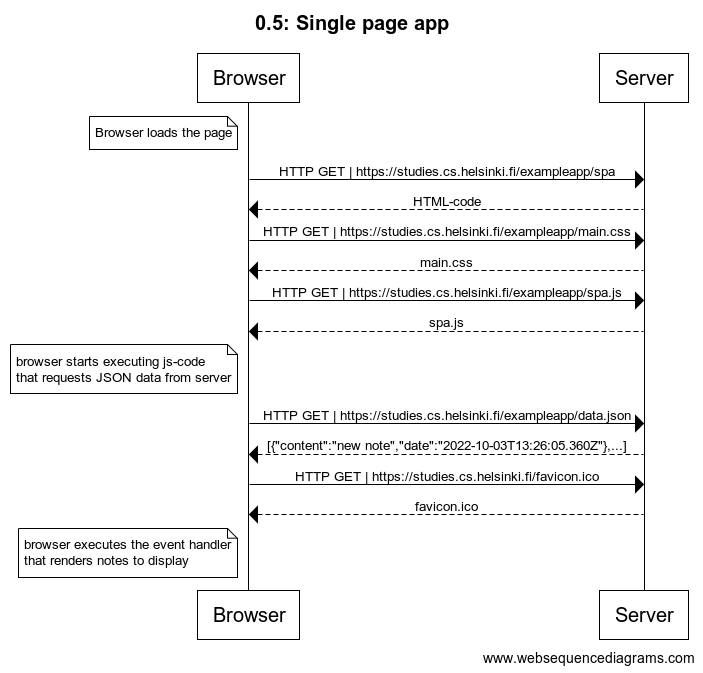 0.5: Single page app
Browser
Server
Browser loads the page
HTTP GET | https://studies.cs.helsinki.fi/exampleapp/spa
HTML-code
HTTP GET | https://studies.cs.helsinki.fi/exampleapp/main.css
main.css
HTTP GET | https://studies.cs.helsinki.fi/exampleapp/spa.js
spa.js
browser starts executing js-code
that requests JSON data from server
HTTP GET | https://studies.cs.helsinki.fi/exampleapp/data.json
[{"content":"new note","date":"2022-10-03T13:26:05.360Z"},...]
HTTP GET | https://studies.cs.helsinki.fi/favicon.ico
favicon.ico
browser executes the event handler
that renders notes to display
Browser
Server
www.websequencediagrams.com